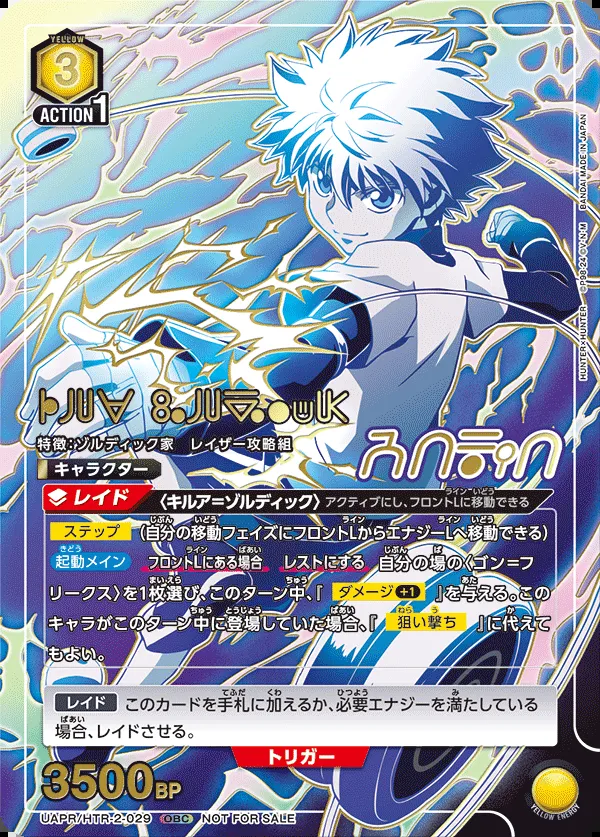 YELLOW
3
ACTION 1
HUNTER×HUNTER ©P98-24 ©V・N・M BANDAI MADE IN JAPAN
特徴：ゾルディック家 レイザー攻略組
キャラクター
レイド 〈キルア=ゾルディック〉アクティブにし、フロントLに移動できる
ステップ (自分の移動フェイズにフロントLからエナジーLへ移動できる)
起動メイン フロントLにある場合 レストにする 自分の場の〈ゴン=フ
リークス〉を1枚選び、このターン中、『 ダメージ+1 』を与える。この
キャラがこのターン中に登場していた場合、『 狙い撃ち 』に代えて
もよい。
レイド このカードを手札に加えるか、必要エナジーを満たしている
場合、レイドさせる。
トリガー
3500BP
YELLOW ENERGY
UAPR/HTR-2-029 OBC NOT FOR SALE